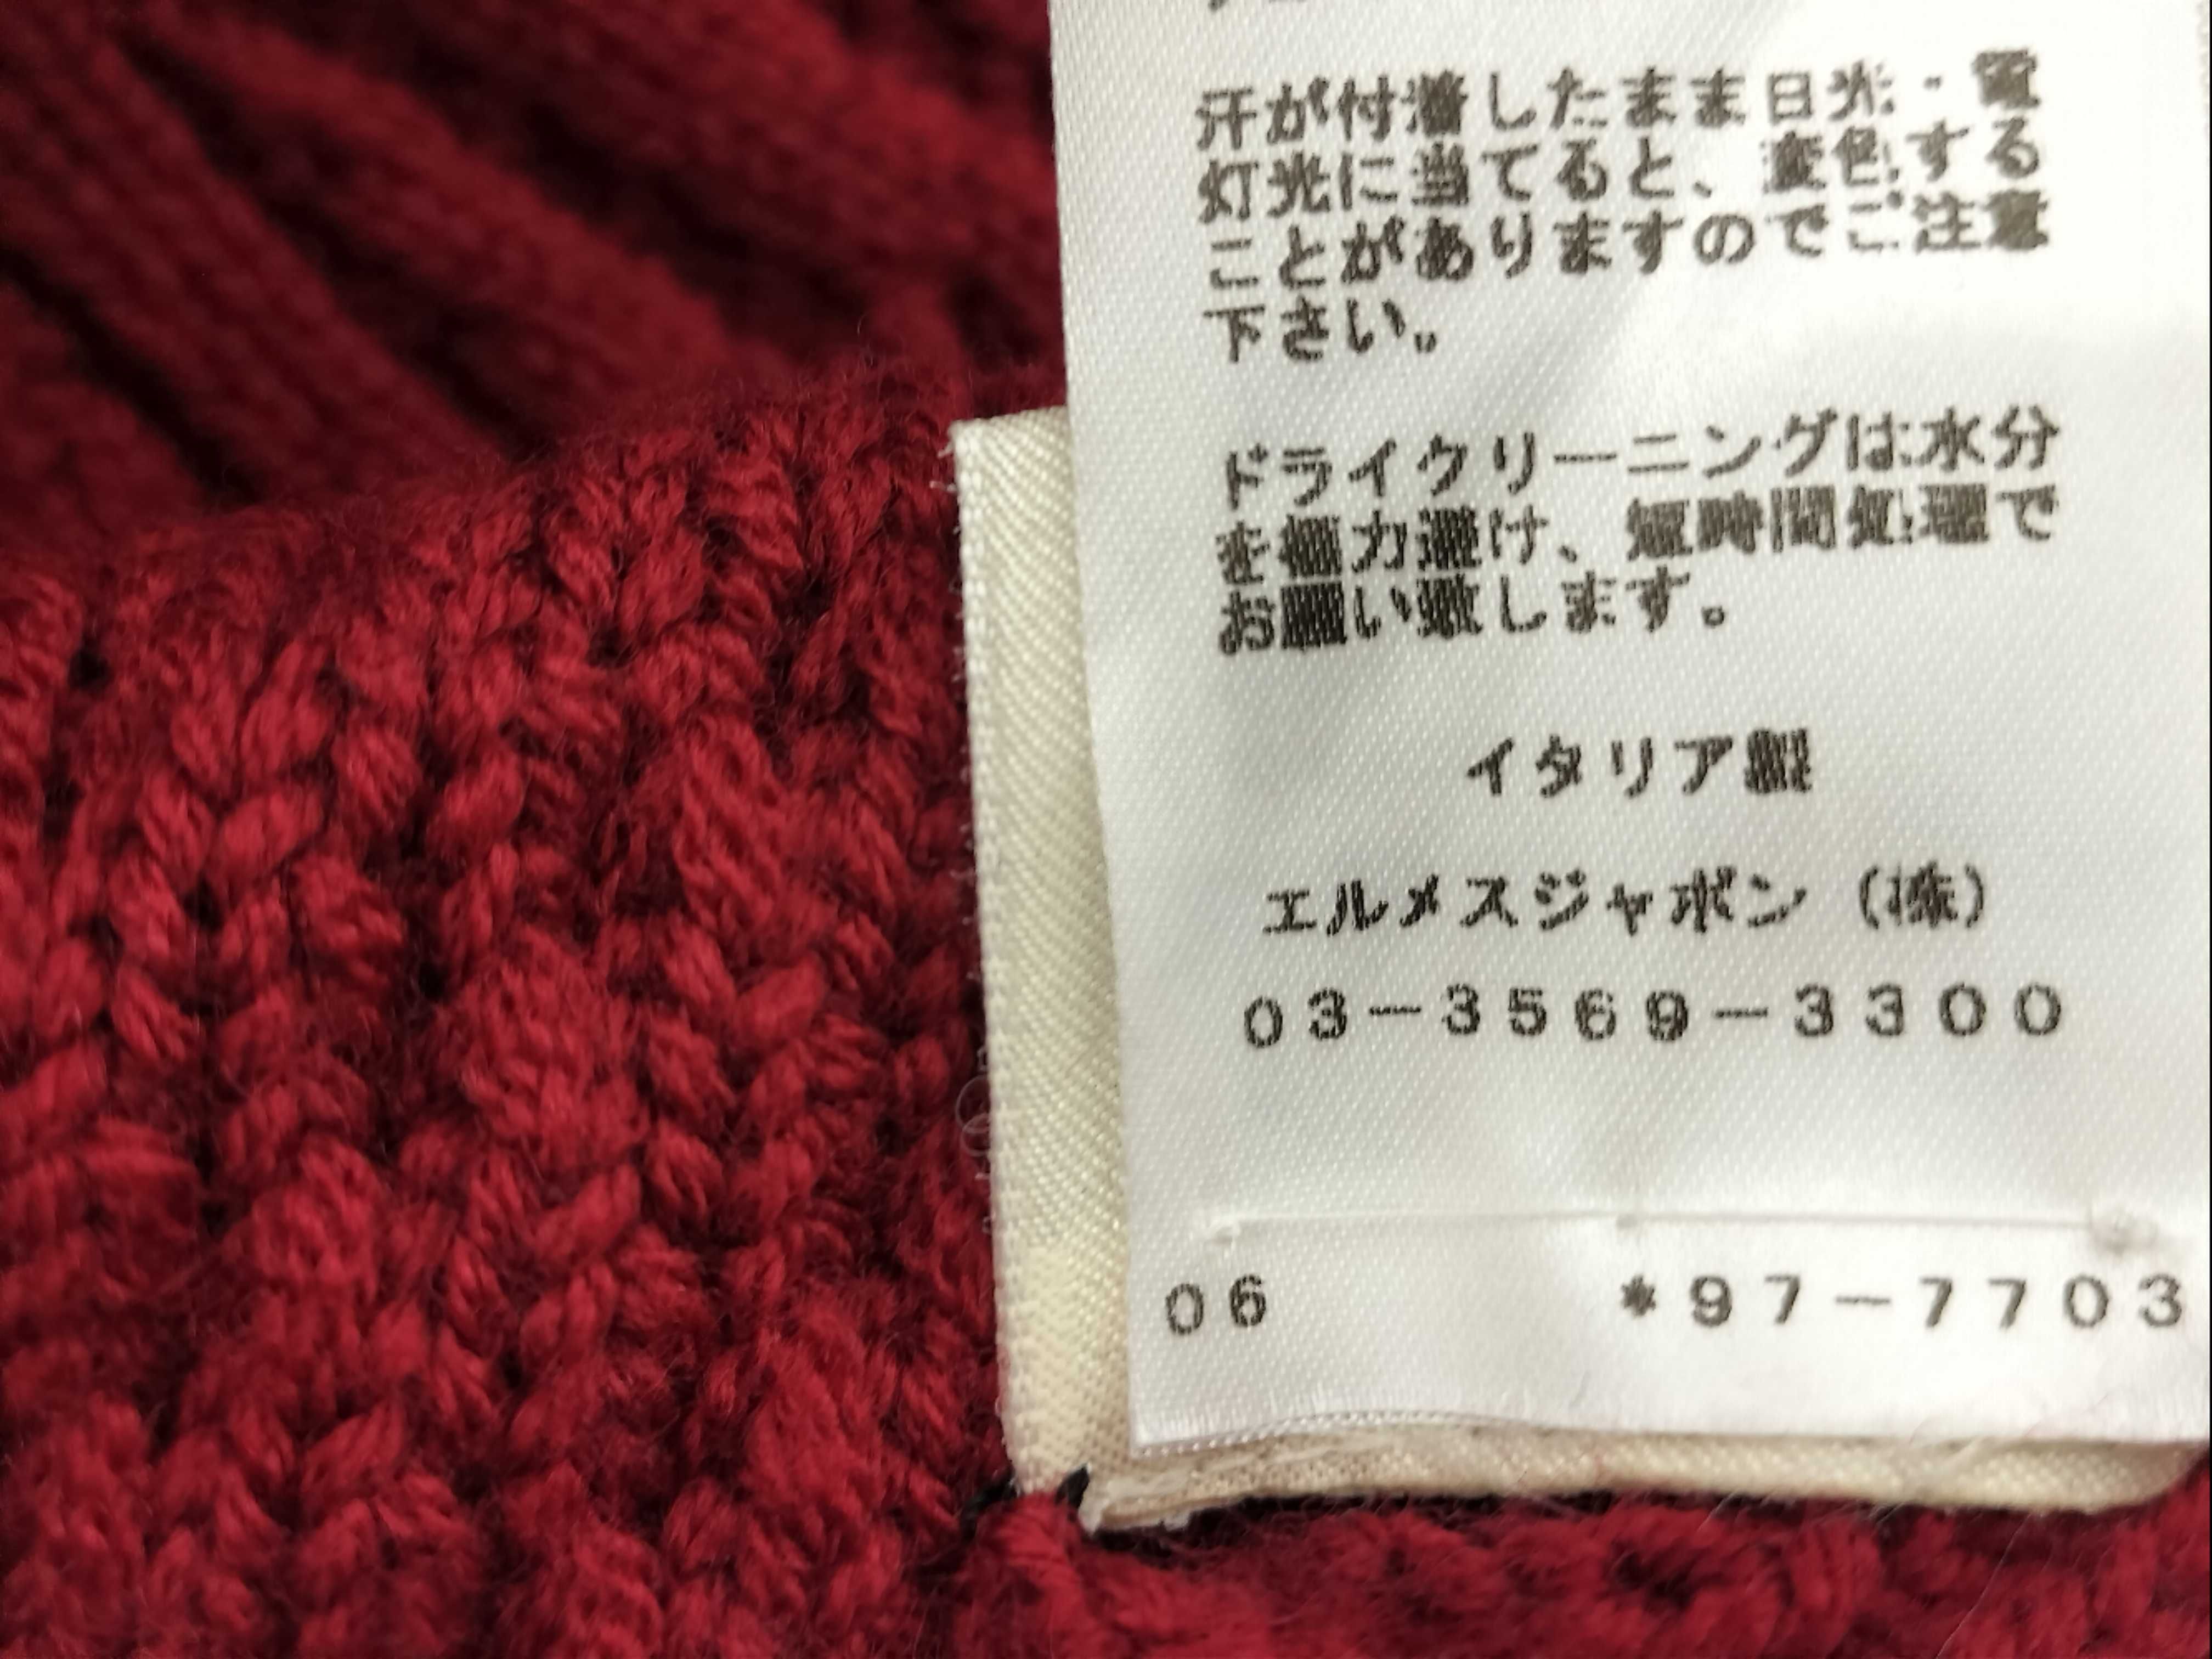 汗が付着したまま日光・電
灯光に当てると、変色する
ことがありますのでご注意
下さい。
ドライクリーニングは水分
を極力避け、短時間処理で
お願い致します。
イタリア製
エルメスジャポン(株)
03-3569-3300
06 *97-7703